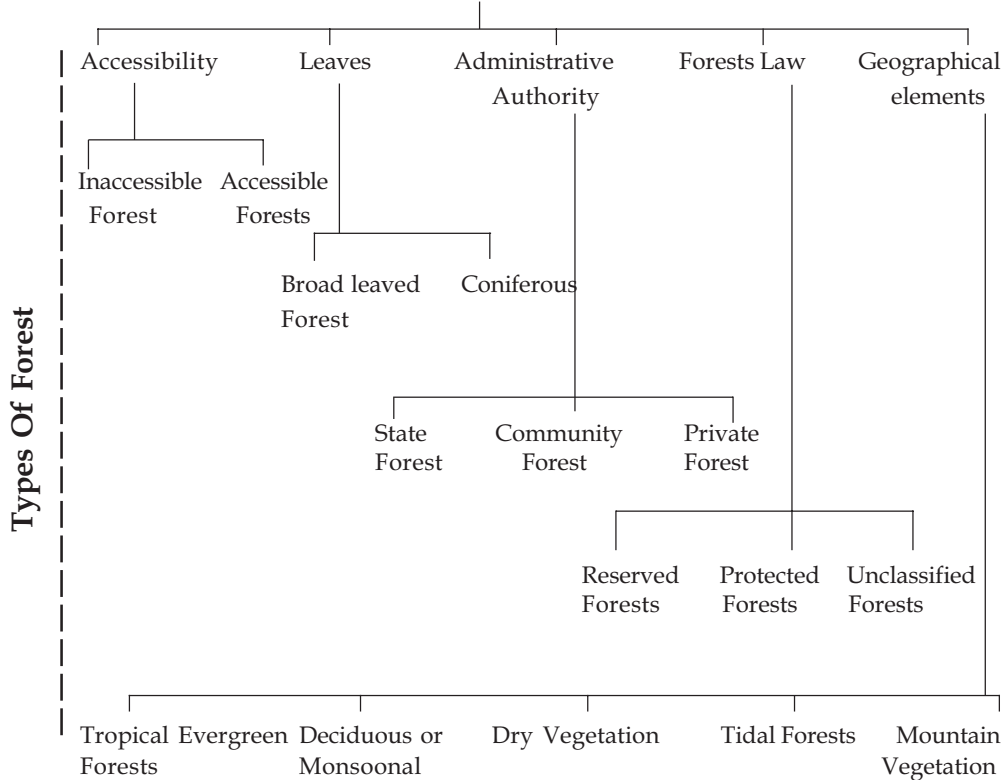 Accessibility
Leaves
Administrative
Authority
Forests Law
Geographical
elements
Inaccessible
Forest
Accessible
Forests
Broad leaved
Forest
Coniferous
State
Forest
Community
Forest
Private
Forest
Reserved
Forests
Protected
Forests
Unclassified
Forests
Types Of Forest
Tropical Evergreen
Forests
Deciduous or
Monsoonal
Dry Vegetation
Tidal Forests
Mountain
Vegetation